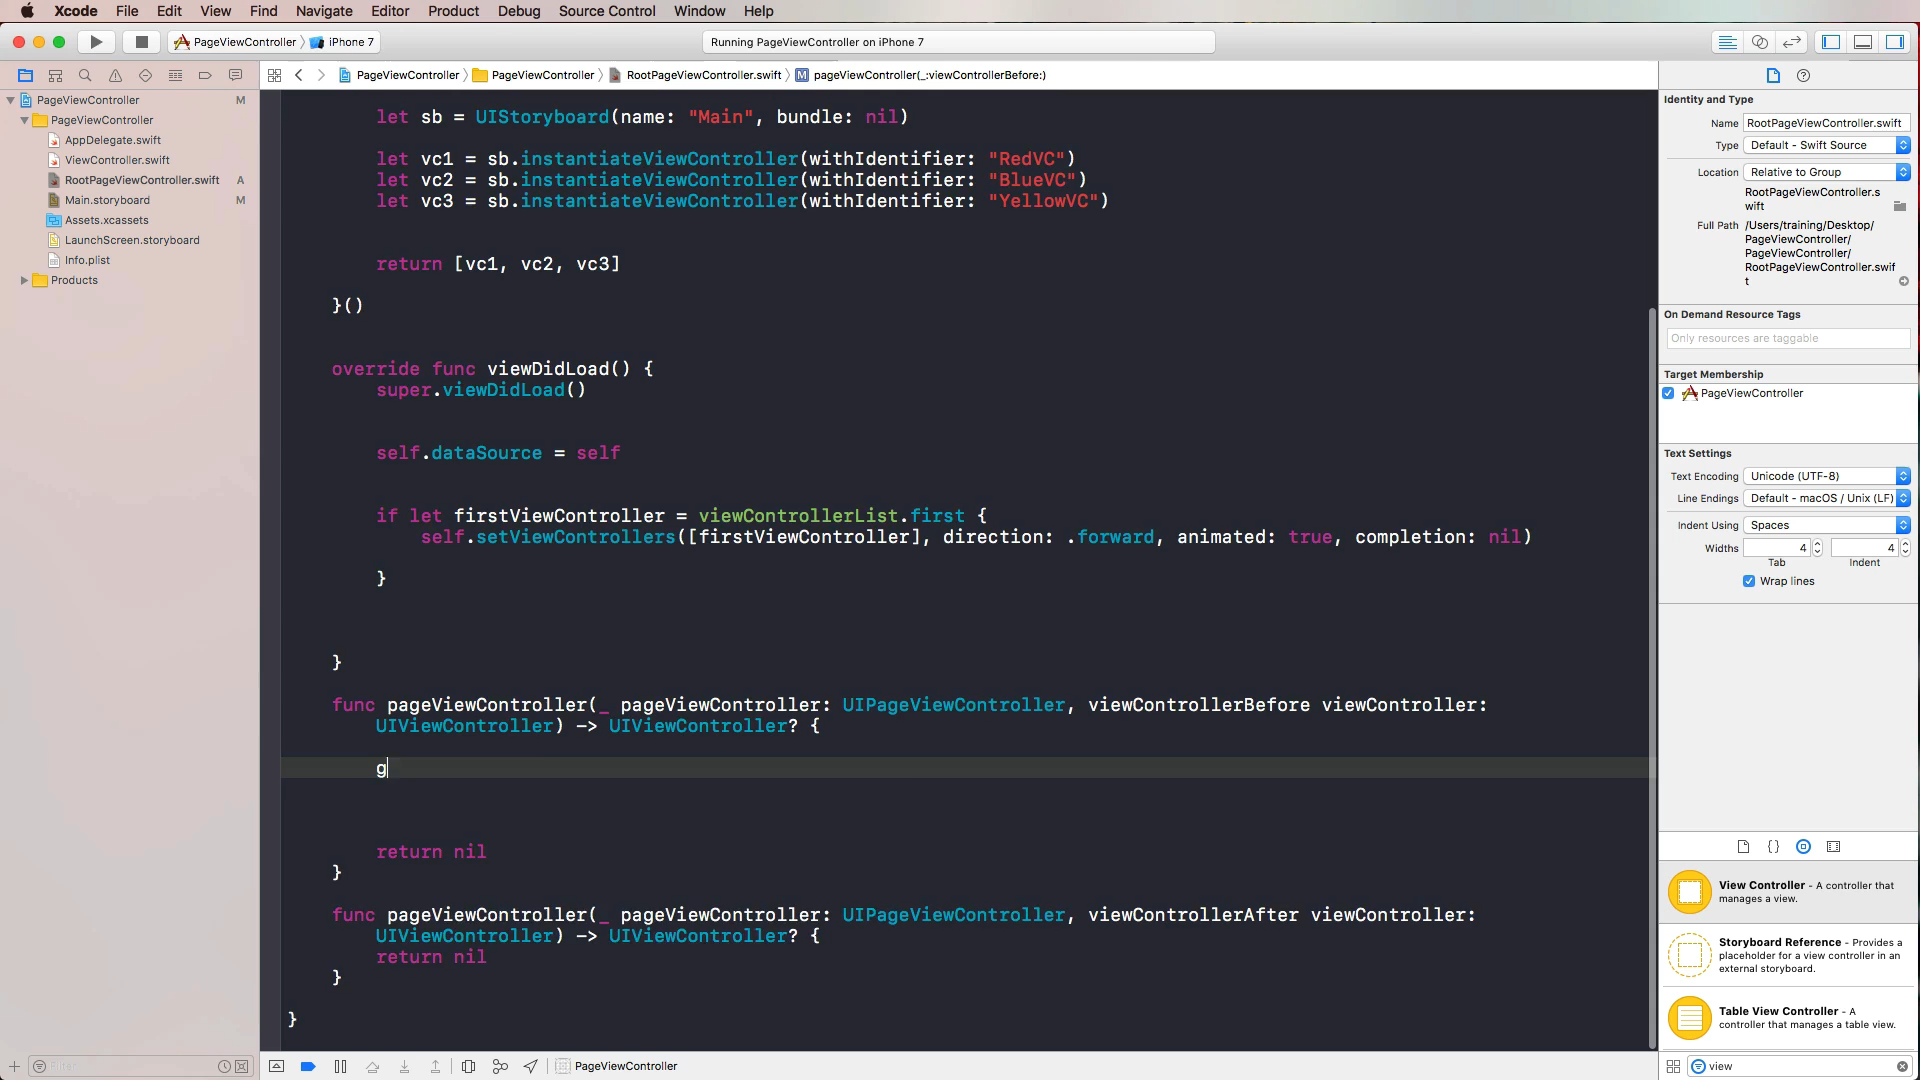 Xcode File Edit View Find Navigate Editor Product Debug Source Control Window Help
PageViewController iPhone 7
Running PageViewController on iPhone 7
PageViewController PageViewController RootPageViewController.swift M pageViewController(_:viewControllerBefore:)
PageViewController M
PageViewController
AppDelegate.swift
ViewController.swift
RootPageViewController.swift A
Main.storyboard M
Assets.xcassets
LaunchScreen.storyboard
Info.plist
Products
Filter
let sb = UIStoryboard(name: "Main", bundle: nil)
let vc1 = sb.instantiateViewController(withIdentifier: "RedVC")
let vc2 = sb.instantiateViewController(withIdentifier: "BlueVC")
let vc3 = sb.instantiateViewController(withIdentifier: "YellowVC")
return [vc1, vc2, vc3]
}()
override func viewDidLoad() {
super.viewDidLoad()
self.dataSource = self
if let firstViewController = viewControllerList.first {
self.setViewControllers([firstViewController], direction: .forward, animated: true, completion: nil)
}
}
func pageViewController(_ pageViewController: UIPageViewController, viewControllerBefore viewController:
UIViewController) -> UIViewController? {
g
return nil
}
func pageViewController(_ pageViewController: UIPageViewController, viewControllerAfter viewController:
UIViewController) -> UIViewController? {
return nil
}
}
PageViewController
Identity and Type
Name RootPageViewController.swift
Type Default - Swift Source
Location Relative to Group
RootPageViewController.s
wift
Full Path /Users/training/Desktop/
PageViewController/
PageViewController/
RootPageViewController.swif
t
On Demand Resource Tags
Only resources are taggable
Target Membership
PageViewController
Text Settings
Text Encoding Unicode (UTF-8)
Line Endings Default - macOS / Unix (LF)
Indent Using Spaces
Widths 4 4
Tab Indent
Wrap lines
{}
View Controller - A controller that
manages a view.
Storyboard Reference - Provides a
placeholder for a view controller in an
external storyboard.
Table View Controller - A
controller that manages a table view.
view